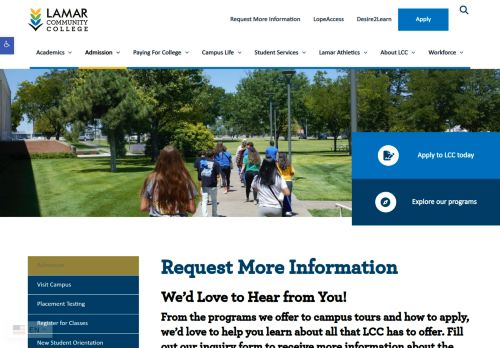 LAMAR
COMMUNITY
COLLEGE
Request More Information
LopeAccess
Desire2Learn
Apply
Academics
Admission
Paying For College
Campus Life
Student Services
Lamar Athletics
About LCC
Workforce
Apply to LCC today
Explore our programs
Admission
Visit Campus
Placement Testing
Register for Classes
New Student Orientation
EN
Request More Information
We'd Love to Hear from You!
From the programs we offer to campus tours and how to apply,
we'd love to help you learn about all that LCC has to offer. Fill
out our inquiry form to receive more information about the